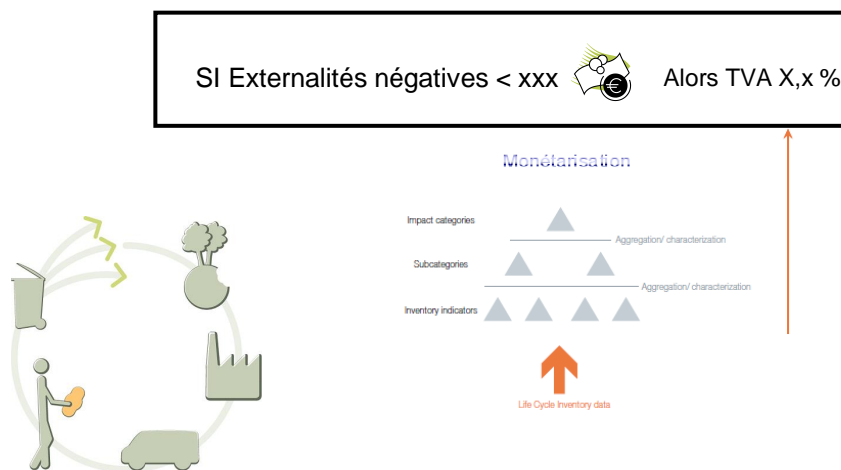 SI Externalités négatives < xxx € Alors TVA X,x %
Monétarisation
Impact categories
Aggregation/ characterization
Subcategories
Aggregation/ characterization
Inventory indicators
Life Cycle Inventory data